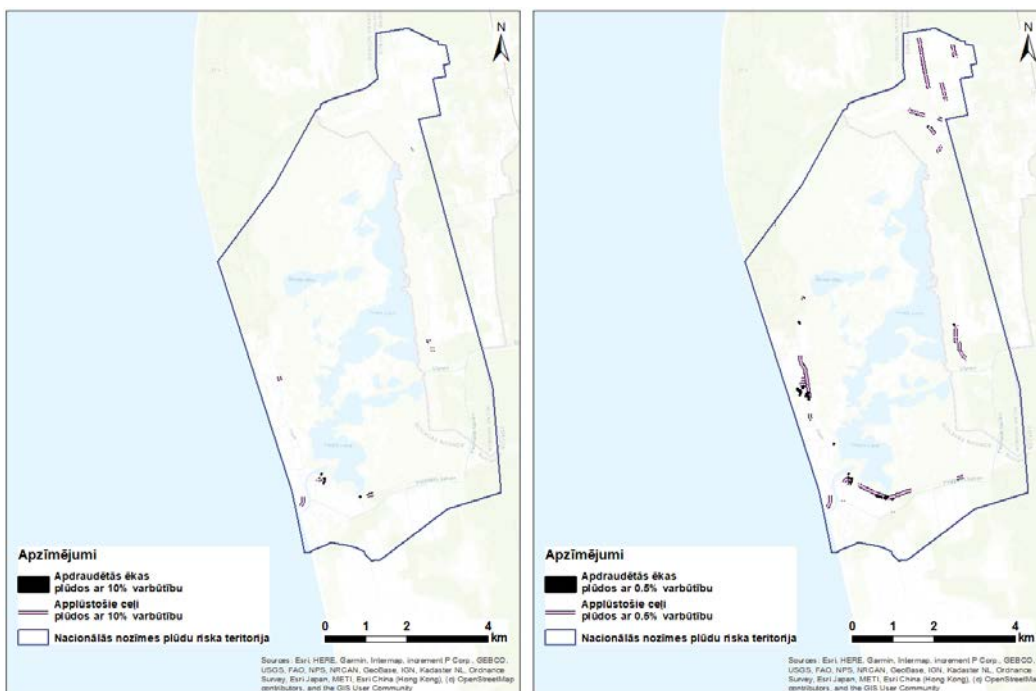 N
Apzīmējumi
Apdraudētās ēkas
plūdos ar 10% varbūtību
Applūstošie ceļi
plūdos ar 10% varbūtību
Nacionālās nozīmes plūdu riska teritorija
0 1 2 4
km
Sources: Esri, HERE, Garmin, Intermap, increment P Corp., GEBCO,
USGS, FAO, NPS, NRCAN, GeoBase, IGN, Kadaster NL, Ordnance
Survey, Esri Japan, METI, Esri China (Hong Kong), (c) OpenStreetMap
contributors, and the GIS User Community
N
Apzīmējumi
Apdraudētās ēkas
plūdos ar 0.5% varbūtību
Applūstošie ceļi
plūdos ar 0.5% varbūtību
Nacionālās nozīmes plūdu riska teritorija
0 1 2 4
km
Sources: Esri, HERE, Garmin, Intermap, increment P Corp., GEBCO,
USGS, FAO, NPS, NRCAN, GeoBase, IGN, Kadaster NL, Ordnance
Survey, Esri Japan, METI, Esri China (Hong Kong), (c) OpenStreetMap
contributors, and the GIS User Community